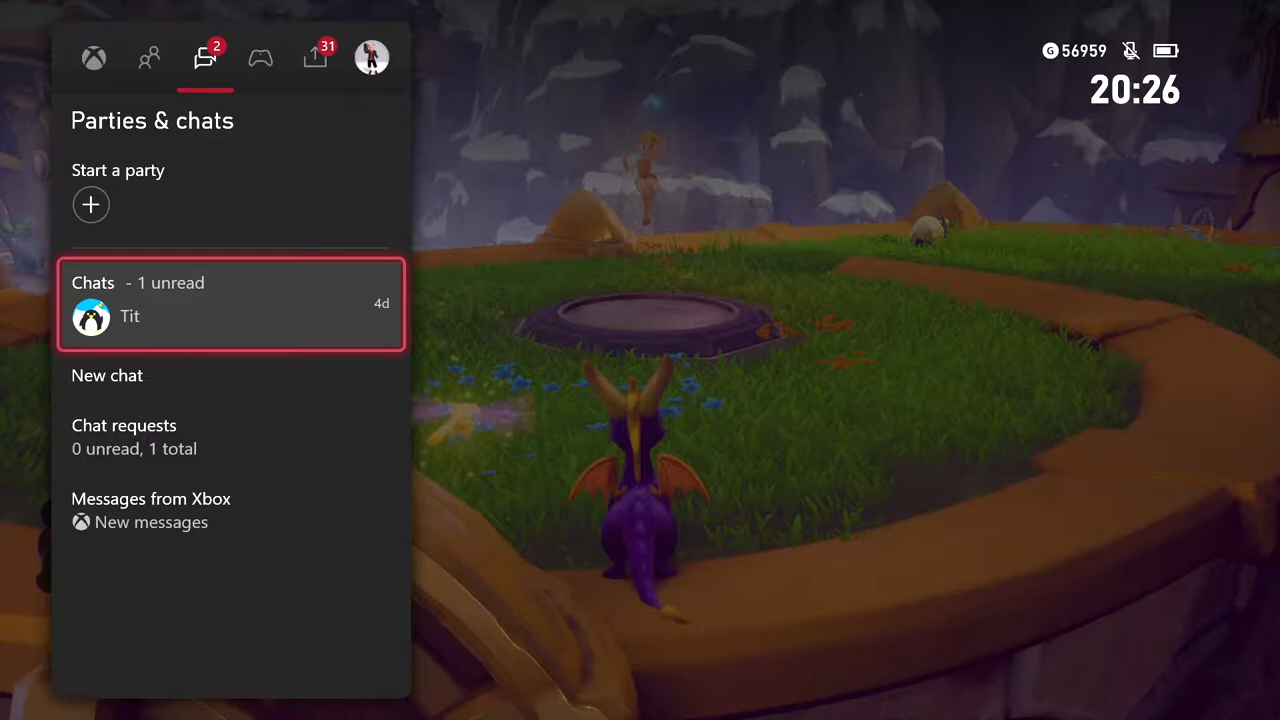 2
31
G 56959
20:26
Parties & chats
Start a party
Chats - 1 unread
4d
Tit
New chat
Chat requests
0 unread, 1 total
Messages from Xbox
New messages